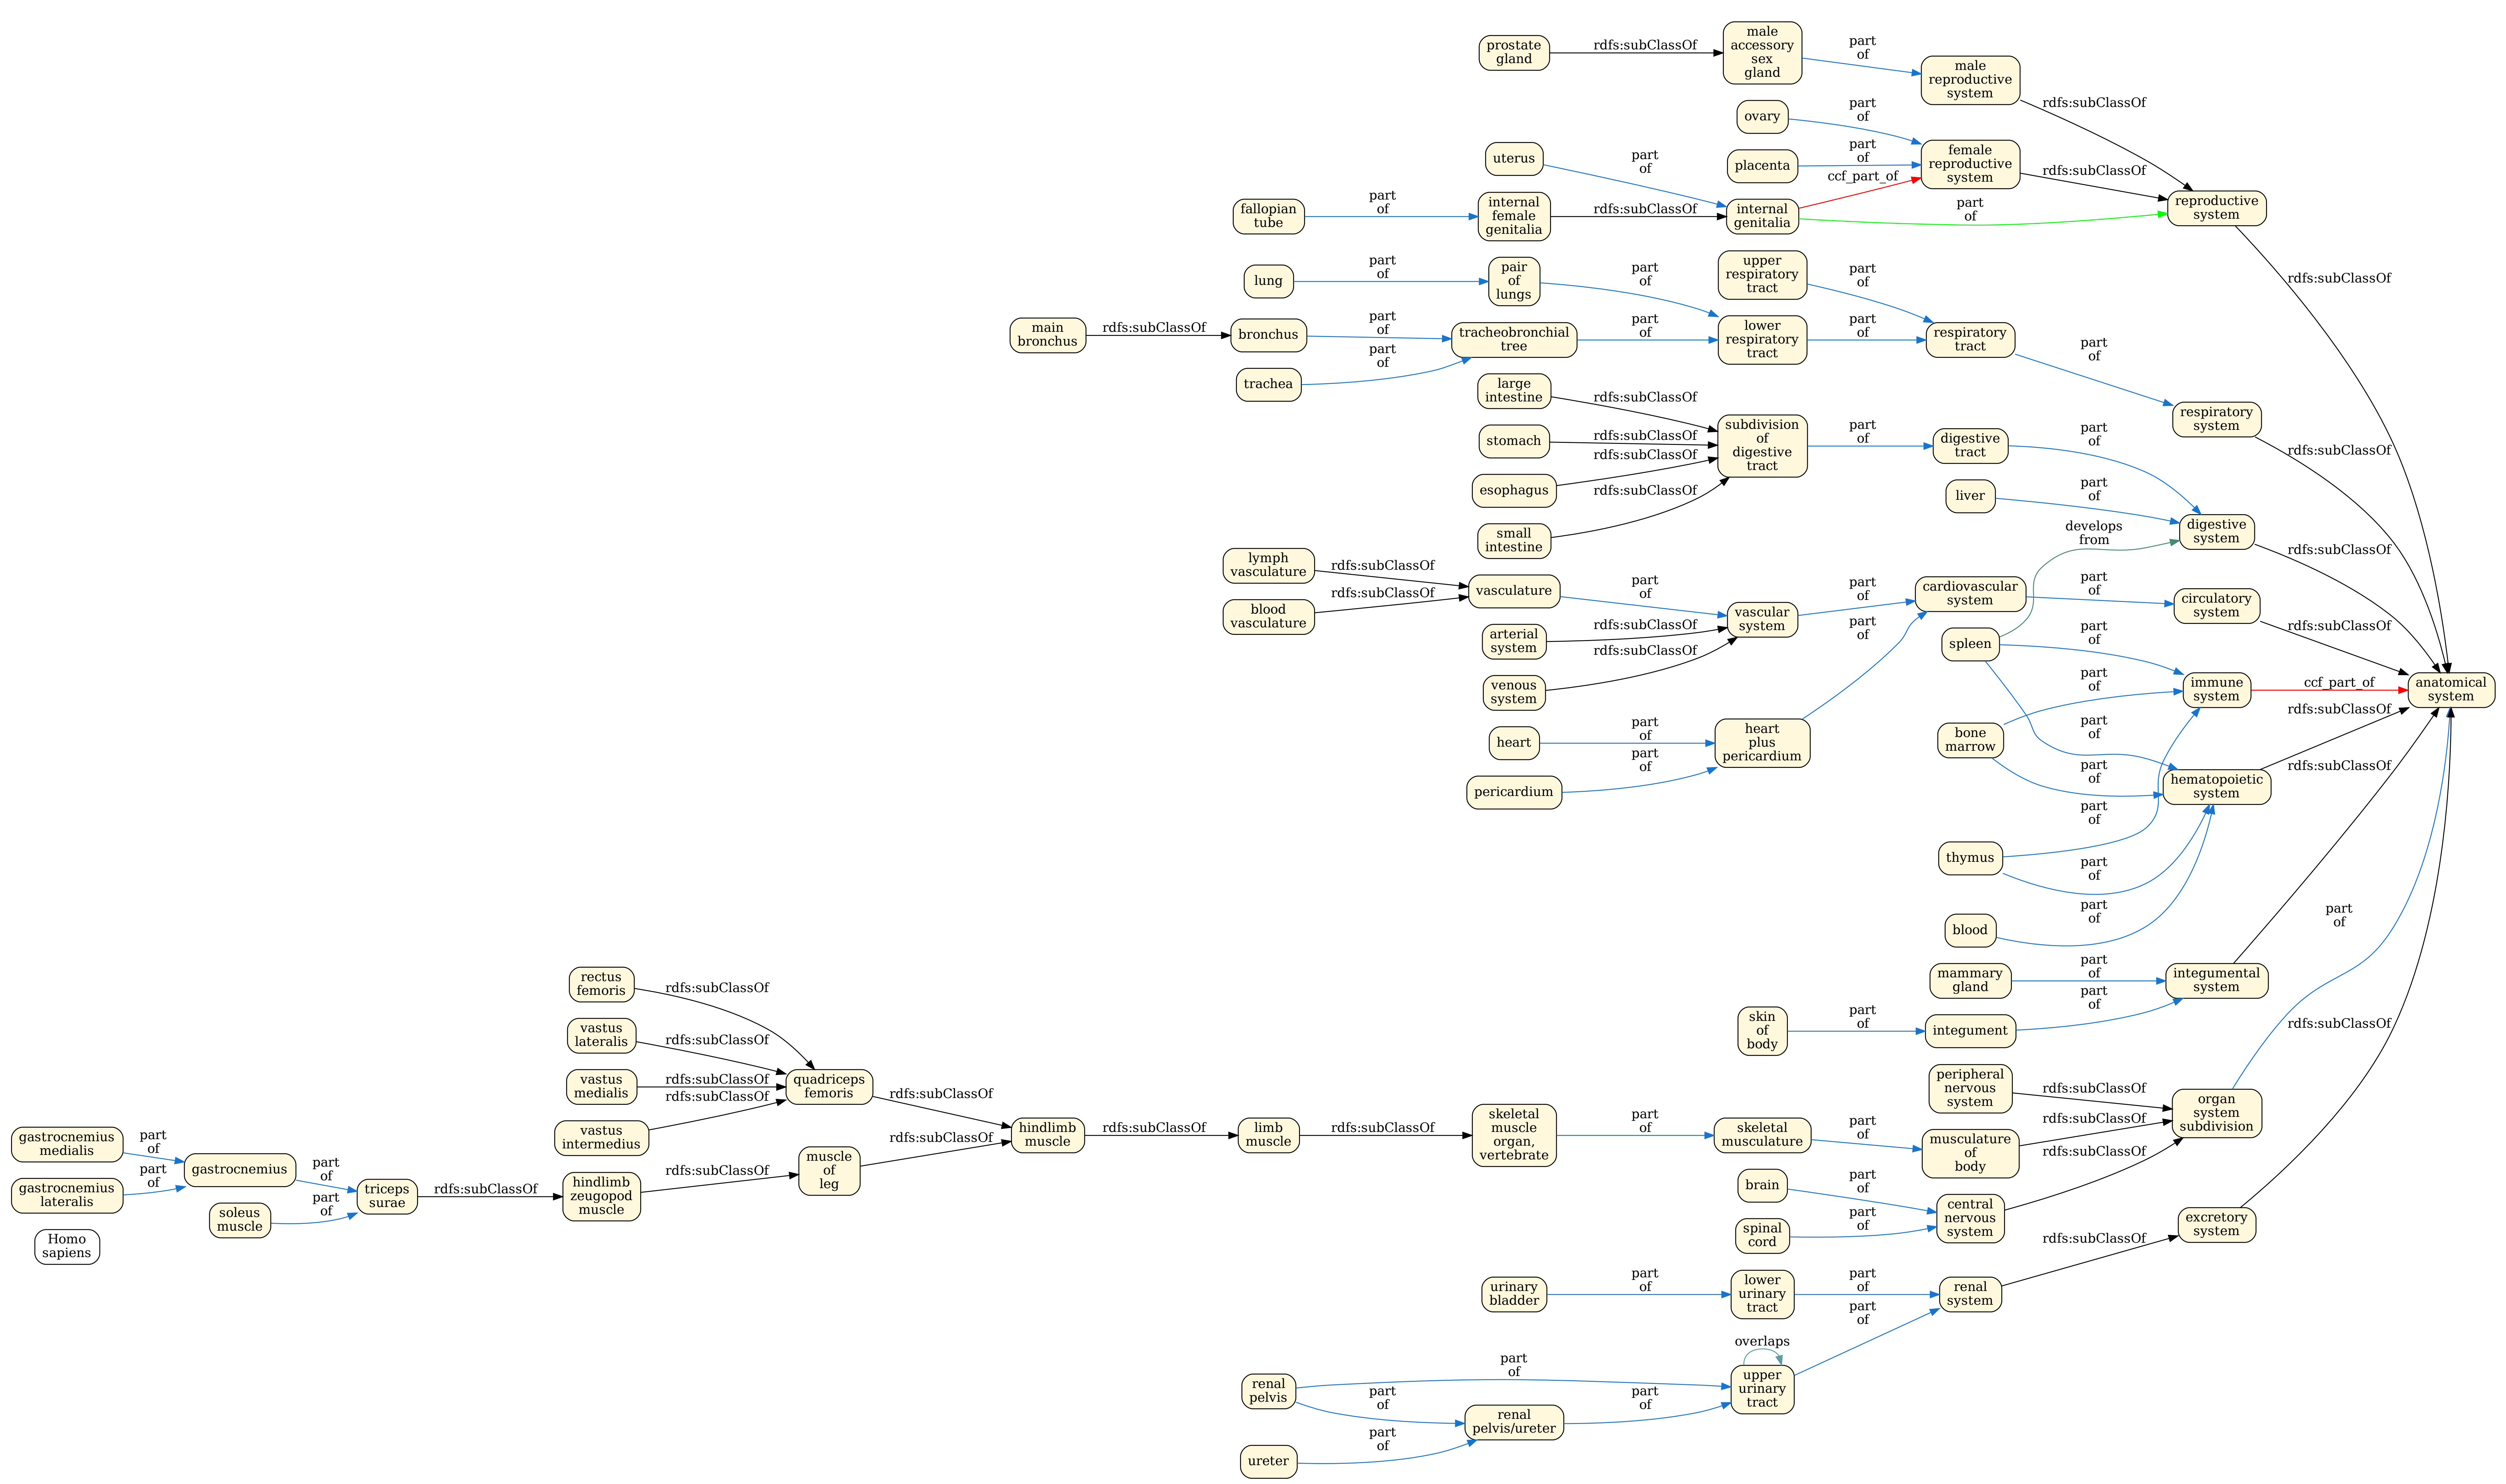 prostate
gland
rdfs:subClassOf
male
accessory
sex
gland
part
of
male
reproductive
system
rdfs:subClassOf
ovary
part
of
uterus
part
of
placenta
part
of
female
reproductive
system
rdfs:subClassOf
ccf_part_of
fallopian
tube
part
of
internal
female
genitalia
rdfs:subClassOf
internal
genitalia
part
of
reproductive
system
rdfs:subClassOf
lung
part
of
pair
of
lungs
part
of
upper
respiratory
tract
part
of
main
bronchus
rdfs:subClassOf
bronchus
part
of
tracheobronchial
tree
part
of
lower
respiratory
tract
part
of
respiratory
tract
part
of
trachea
part
of
respiratory
system
rdfs:subClassOf
large
intestine
rdfs:subClassOf
stomach
rdfs:subClassOf
subdivision
of
digestive
tract
part
of
digestive
tract
part
of
esophagus
rdfs:subClassOf
small
intestine
rdfs:subClassOf
liver
part
of
develops
from
digestive
system
rdfs:subClassOf
lymph
vasculature
rdfs:subClassOf
blood
vasculature
rdfs:subClassOf
vasculature
part
of
vascular
system
part
of
cardiovascular
system
part
of
circulatory
system
rdfs:subClassOf
arterial
system
rdfs:subClassOf
venous
system
rdfs:subClassOf
part
of
spleen
part
of
immune
system
ccf_part_of
anatomical
system
heart
part
of
heart
plus
pericardium
pericardium
part
of
bone
marrow
part
of
part
of
part
of
hematopoietic
system
rdfs:subClassOf
thymus
part
of
part
of
blood
part
of
rdfs:subClassOf
mammary
gland
part
of
integumental
system
skin
of
body
part
of
integument
part
of
part
of
rectus
femoris
rdfs:subClassOf
vastus
lateralis
rdfs:subClassOf
vastus
medialis
rdfs:subClassOf
vastus
intermedius
rdfs:subClassOf
quadriceps
femoris
rdfs:subClassOf
peripheral
nervous
system
rdfs:subClassOf
organ
system
subdivision
rdfs:subClassOf
gastrocnemius
medialis
part
of
gastrocnemius
lateralis
part
of
gastrocnemius
part
of
soleus
muscle
part
of
triceps
surae
rdfs:subClassOf
hindlimb
zeugopod
muscle
rdfs:subClassOf
muscle
of
leg
rdfs:subClassOf
hindlimb
muscle
rdfs:subClassOf
limb
muscle
rdfs:subClassOf
skeletal
muscle
organ,
vertebrate
part
of
skeletal
musculature
part
of
musculature
of
body
rdfs:subClassOf
brain
part
of
spinal
cord
part
of
central
nervous
system
rdfs:subClassOf
Homo
sapiens
excretory
system
urinary
bladder
part
of
lower
urinary
tract
part
of
renal
system
rdfs:subClassOf
part
of
overlaps
renal
pelvis
part
of
part
of
upper
urinary
tract
renal
pelvis/ureter
part
of
ureter
part
of